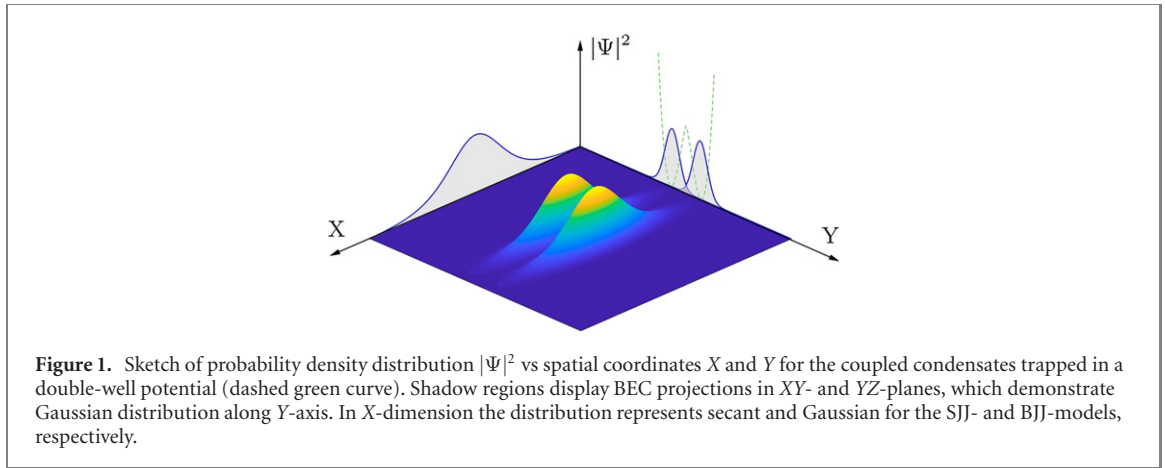 |Ψ|²
X
Y
Figure 1. Sketch of probability density distribution |Ψ|² vs spatial coordinates X and Y for the coupled condensates trapped in a
double-well potential (dashed green curve). Shadow regions display BEC projections in XY- and YZ-planes, which demonstrate
Gaussian distribution along Y-axis. In X-dimension the distribution represents secant and Gaussian for the SJJ- and BJJ-models,
respectively.